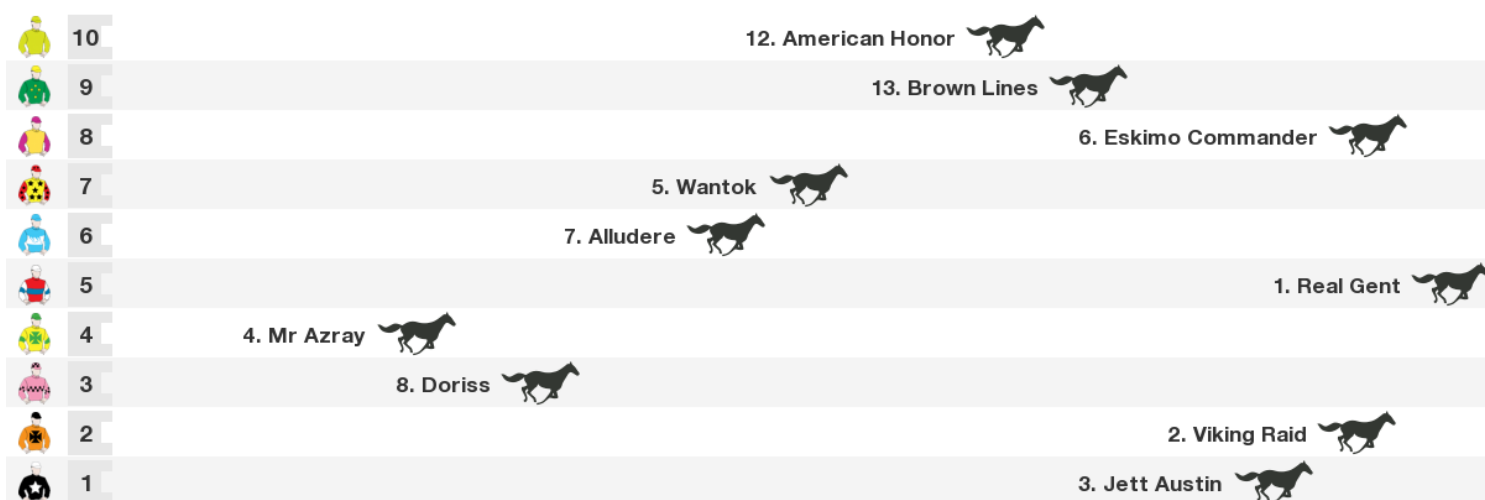 10 12. American Honor
9 13. Brown Lines
8 6. Eskimo Commander
7 5. Wantok
6 7. Alludere
5 1. Real Gent
4 4. Mr Azray
3 8. Doriss
2 2. Viking Raid
1 3. Jett Austin